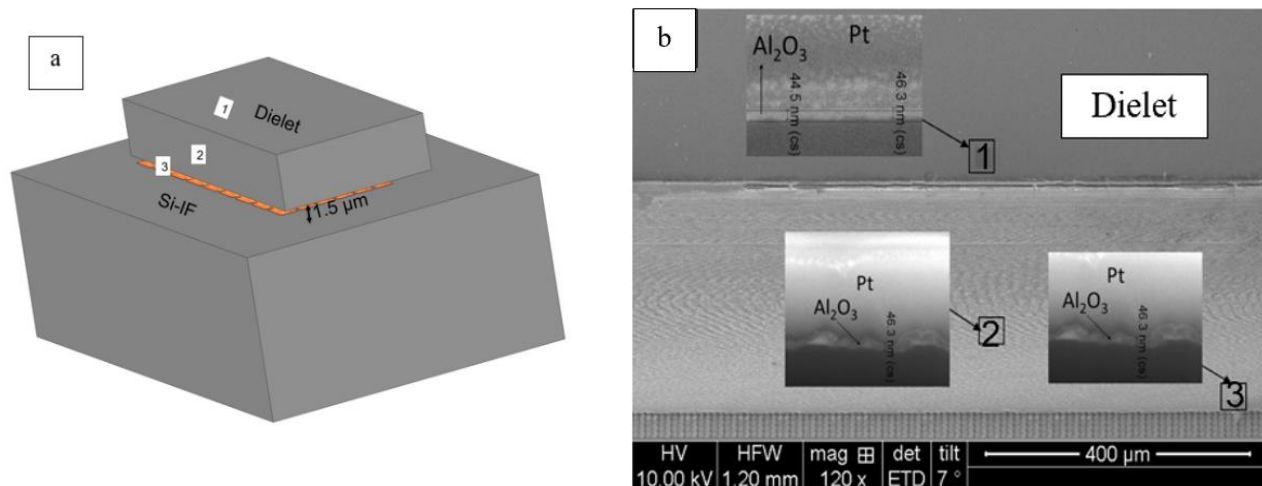 a
1
Dielet
2
3
Si-IF
1.5 μm
b
Pt
Al₂O₃
44.5 nm (cs)
46.3 nm (cs)
1
Dielet
Pt
Al₂O₃
46.3 nm (cs)
2
Pt
Al₂O₃
46.3 nm (cs)
3
HV HFW mag ⊞ det tilt
10.00 kV 1.20 mm 120 x ETD 7 °
400 μm